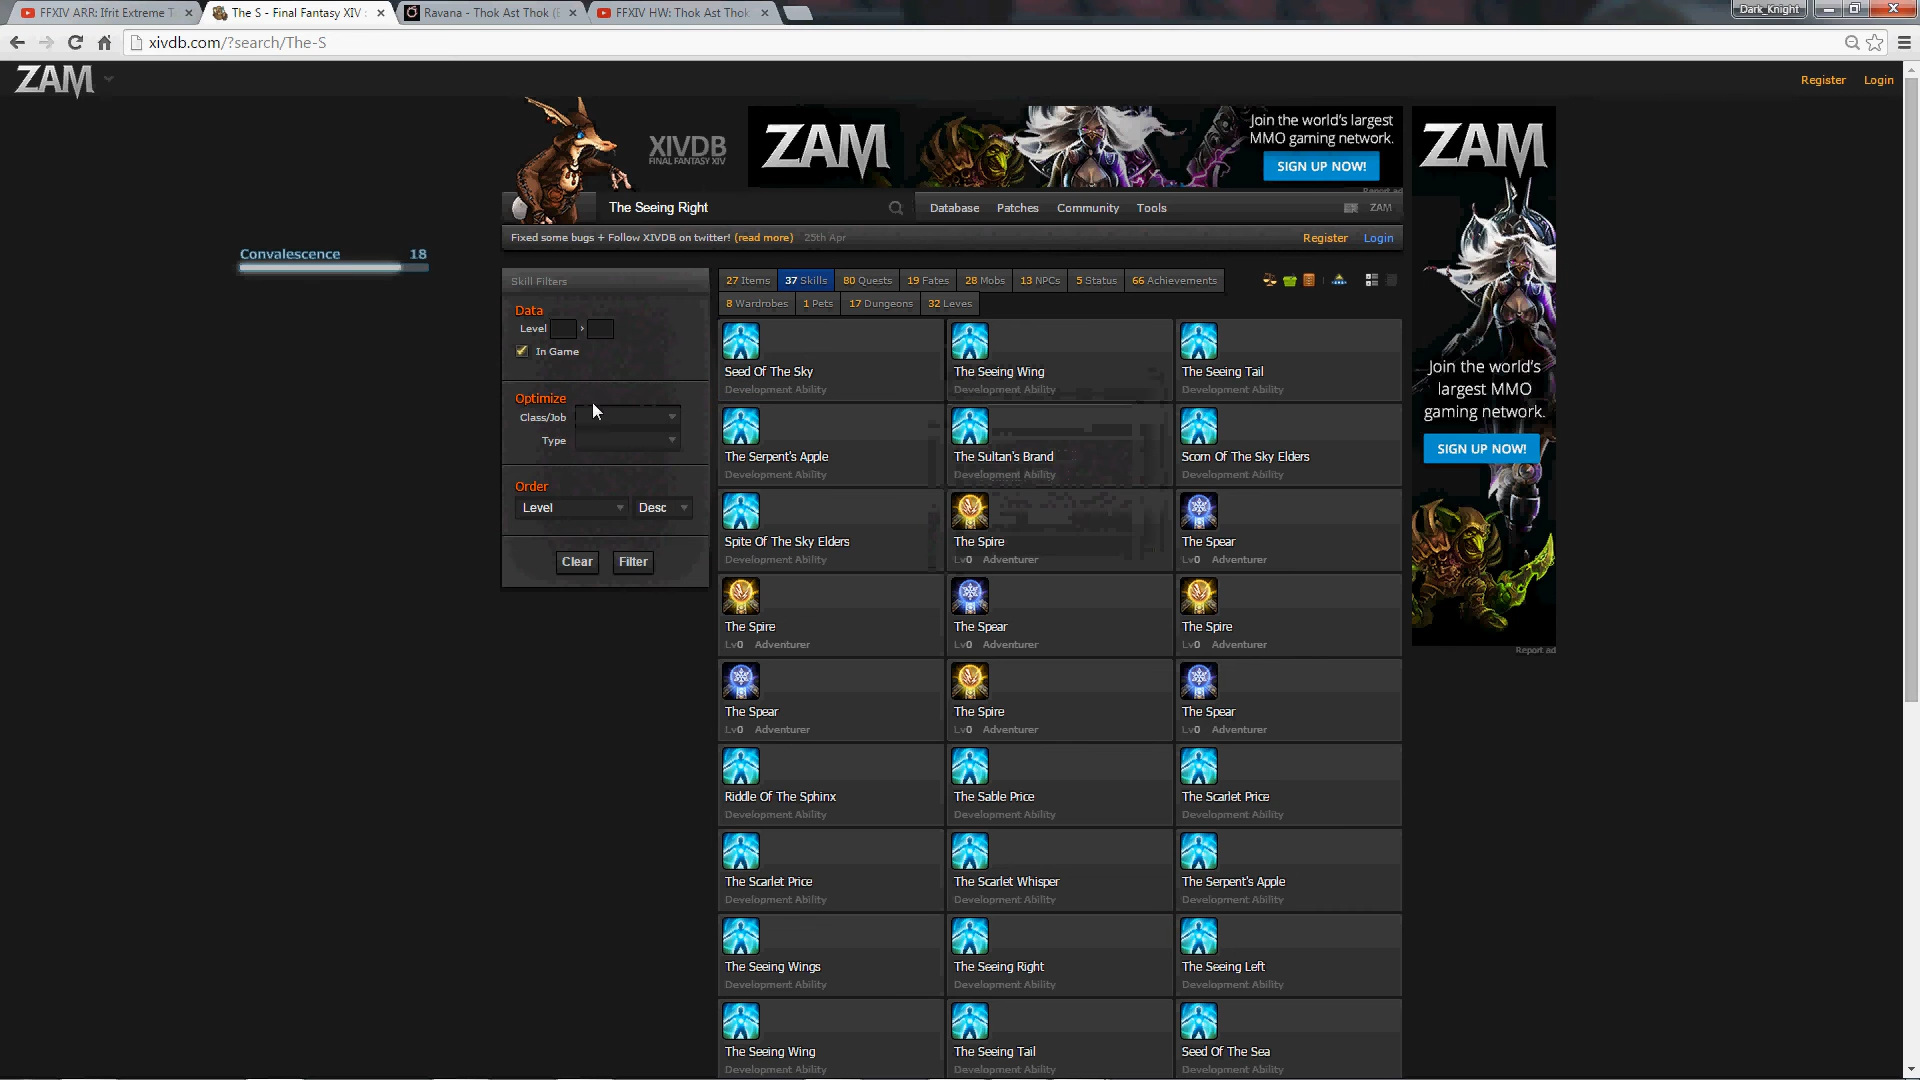 FFXIV ARR: Ifrit Extreme T
The S - Final Fantasy XIV :
Ravana - Thok Ast Thok (E
FFXIV HW: Thok Ast Thok
Dark_Knight
xivdb.com/?search/The-S
ZAM
Register Login
XIVDB
FINAL FANTASY XIV
ZAM
Join the world's largest
MMO gaming network.
SIGN UP NOW!
Report ad
The Seeing Right
Database Patches Community Tools
ZAM
Fixed some bugs + Follow XIVDB on twitter! (read more) 25th Apr
Register Login
Convalescence 18
Skill Filters
Data
Level
In Game
Optimize
Class/Job
Type
Order
Level Desc
Clear Filter
27 Items 37 Skills 80 Quests 19 Fates 28 Mobs 13 NPCs 5 Status 66 Achievements
8 Wardrobes 1 Pets 17 Dungeons 32 Leves
Seed Of The Sky The Seeing Wing The Seeing Tail
Development Ability Development Ability Development Ability
The Serpent's Apple The Sultan's Brand Scorn Of The Sky Elders
Development Ability Development Ability Development Ability
Spite Of The Sky Elders The Spire The Spear
Development Ability Lv0 Adventurer Lv0 Adventurer
The Spire The Spear The Spire
Lv0 Adventurer Lv0 Adventurer Lv0 Adventurer
The Spear The Spire The Spear
Lv0 Adventurer Lv0 Adventurer Lv0 Adventurer
Riddle Of The Sphinx The Sable Price The Scarlet Price
Development Ability Development Ability Development Ability
The Scarlet Price The Scarlet Whisper The Serpent's Apple
Development Ability Development Ability Development Ability
The Seeing Wings The Seeing Right The Seeing Left
Development Ability Development Ability Development Ability
The Seeing Wing The Seeing Tail Seed Of The Sea
Development Ability Development Ability Development Ability
ZAM
Join the world's
largest MMO
gaming network.
SIGN UP NOW!
Report ad